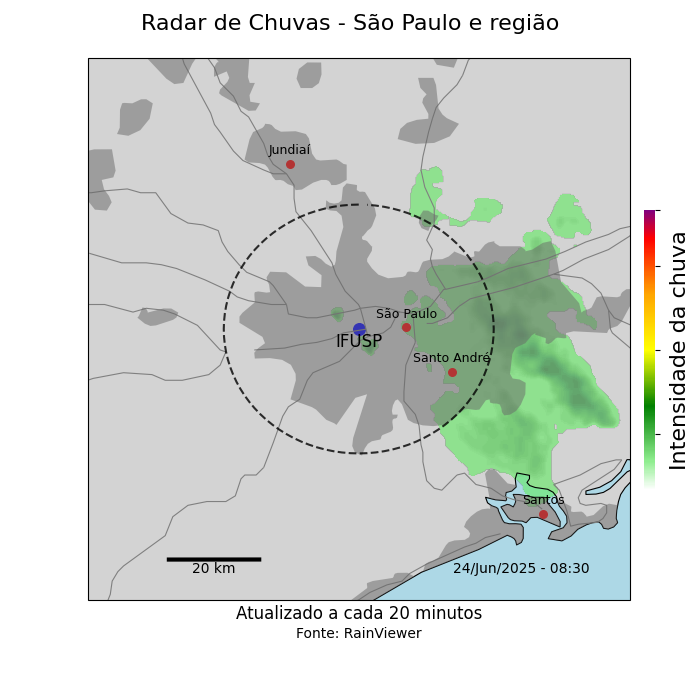 Radar de Chuvas - São Paulo e região
Jundiaí
São Paulo
IFUSP
Santo André
Santos
20 km
24/Jun/2025 - 08:30
Intensidade da chuva
Atualizado a cada 20 minutos
Fonte: RainViewer